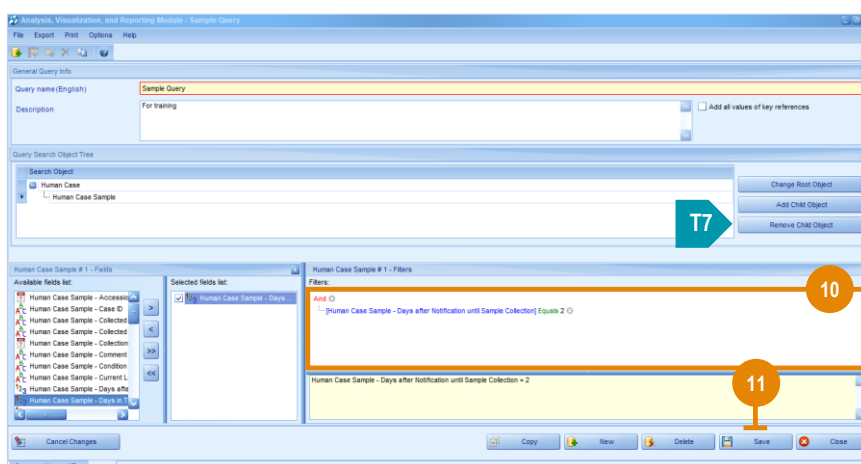 Analysis, Visualization, and Reporting Module - Sample Query
File Export Print Options Help
General Query Info
Query name (English)
Sample Query
Description
For training
Add all values of key references
Query Search Object Tree
Search Object
Human Case
Human Case Sample
Change Root Object
Add Child Object
Remove Child Object
T7
Human Case Sample # 1 - Fields
Available fields list:
Human Case Sample - Accessio
Human Case Sample - Case ID
Human Case Sample - Collected
Human Case Sample - Collected
Human Case Sample - Collection
Human Case Sample - Comment
Human Case Sample - Condition
Human Case Sample - Current L
Human Case Sample - Days afte
Human Case Sample - Days in T
>
<
>>
<<
Selected fields list:
Human Case Sample - Days ...
Human Case Sample # 1 - Filters
Filters:
10
And
[Human Case Sample - Days after Notification until Sample Collection] Equals 2
Human Case Sample - Days after Notification until Sample Collection = 2
11
Cancel Changes
Copy
New
Delete
Save
Close